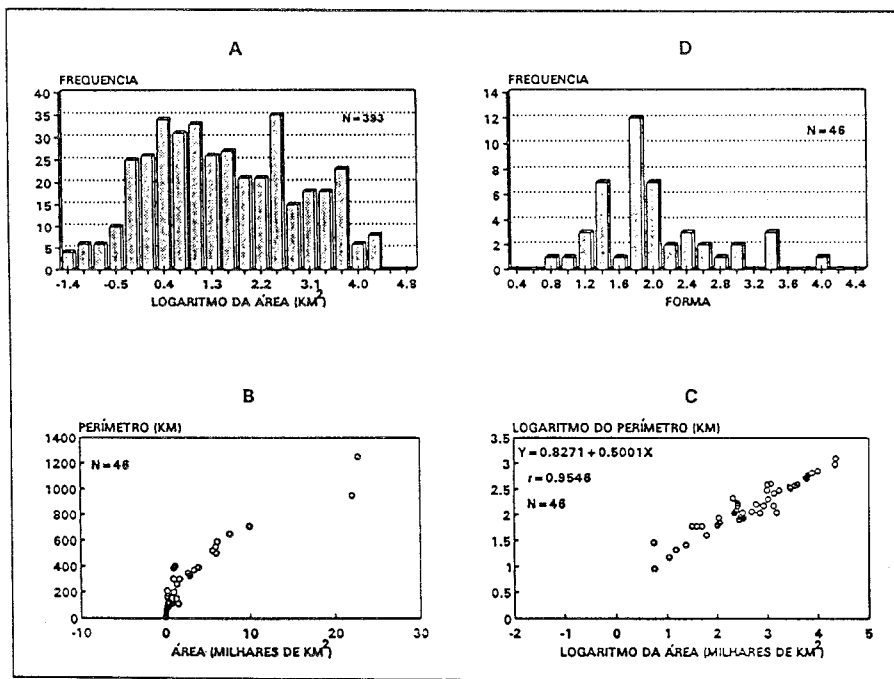 A
FREQUENCIA
40
35
30
25
20
15
10
5
0
N=393
-1.4 -0.5 0.4 1.3 2.2 3.1 4.0 4.9
LOGARITMO DA ÁREA (KM²)
D
FREQUENCIA
14
12
10
8
6
4
2
0
N=46
0.4 0.8 1.2 1.6 2.0 2.4 2.8 3.2 3.6 4.0 4.4
FORMA
B
PERÍMETRO (KM)
1400
1200
1000
800
600
400
200
0
N=46
-10 0 10 20 30
ÁREA (MILHARES DE KM²)
C
LOGARITMO DO PERÍMETRO (KM)
3.5
3
2.5
2
1.5
1
0.5
0
Y=0.8271+0.5001X
r=0.9546
N=46
-2 -1 0 1 2 3 4 5
LOGARITMO DA ÁREA (MILHARES DE KM²)